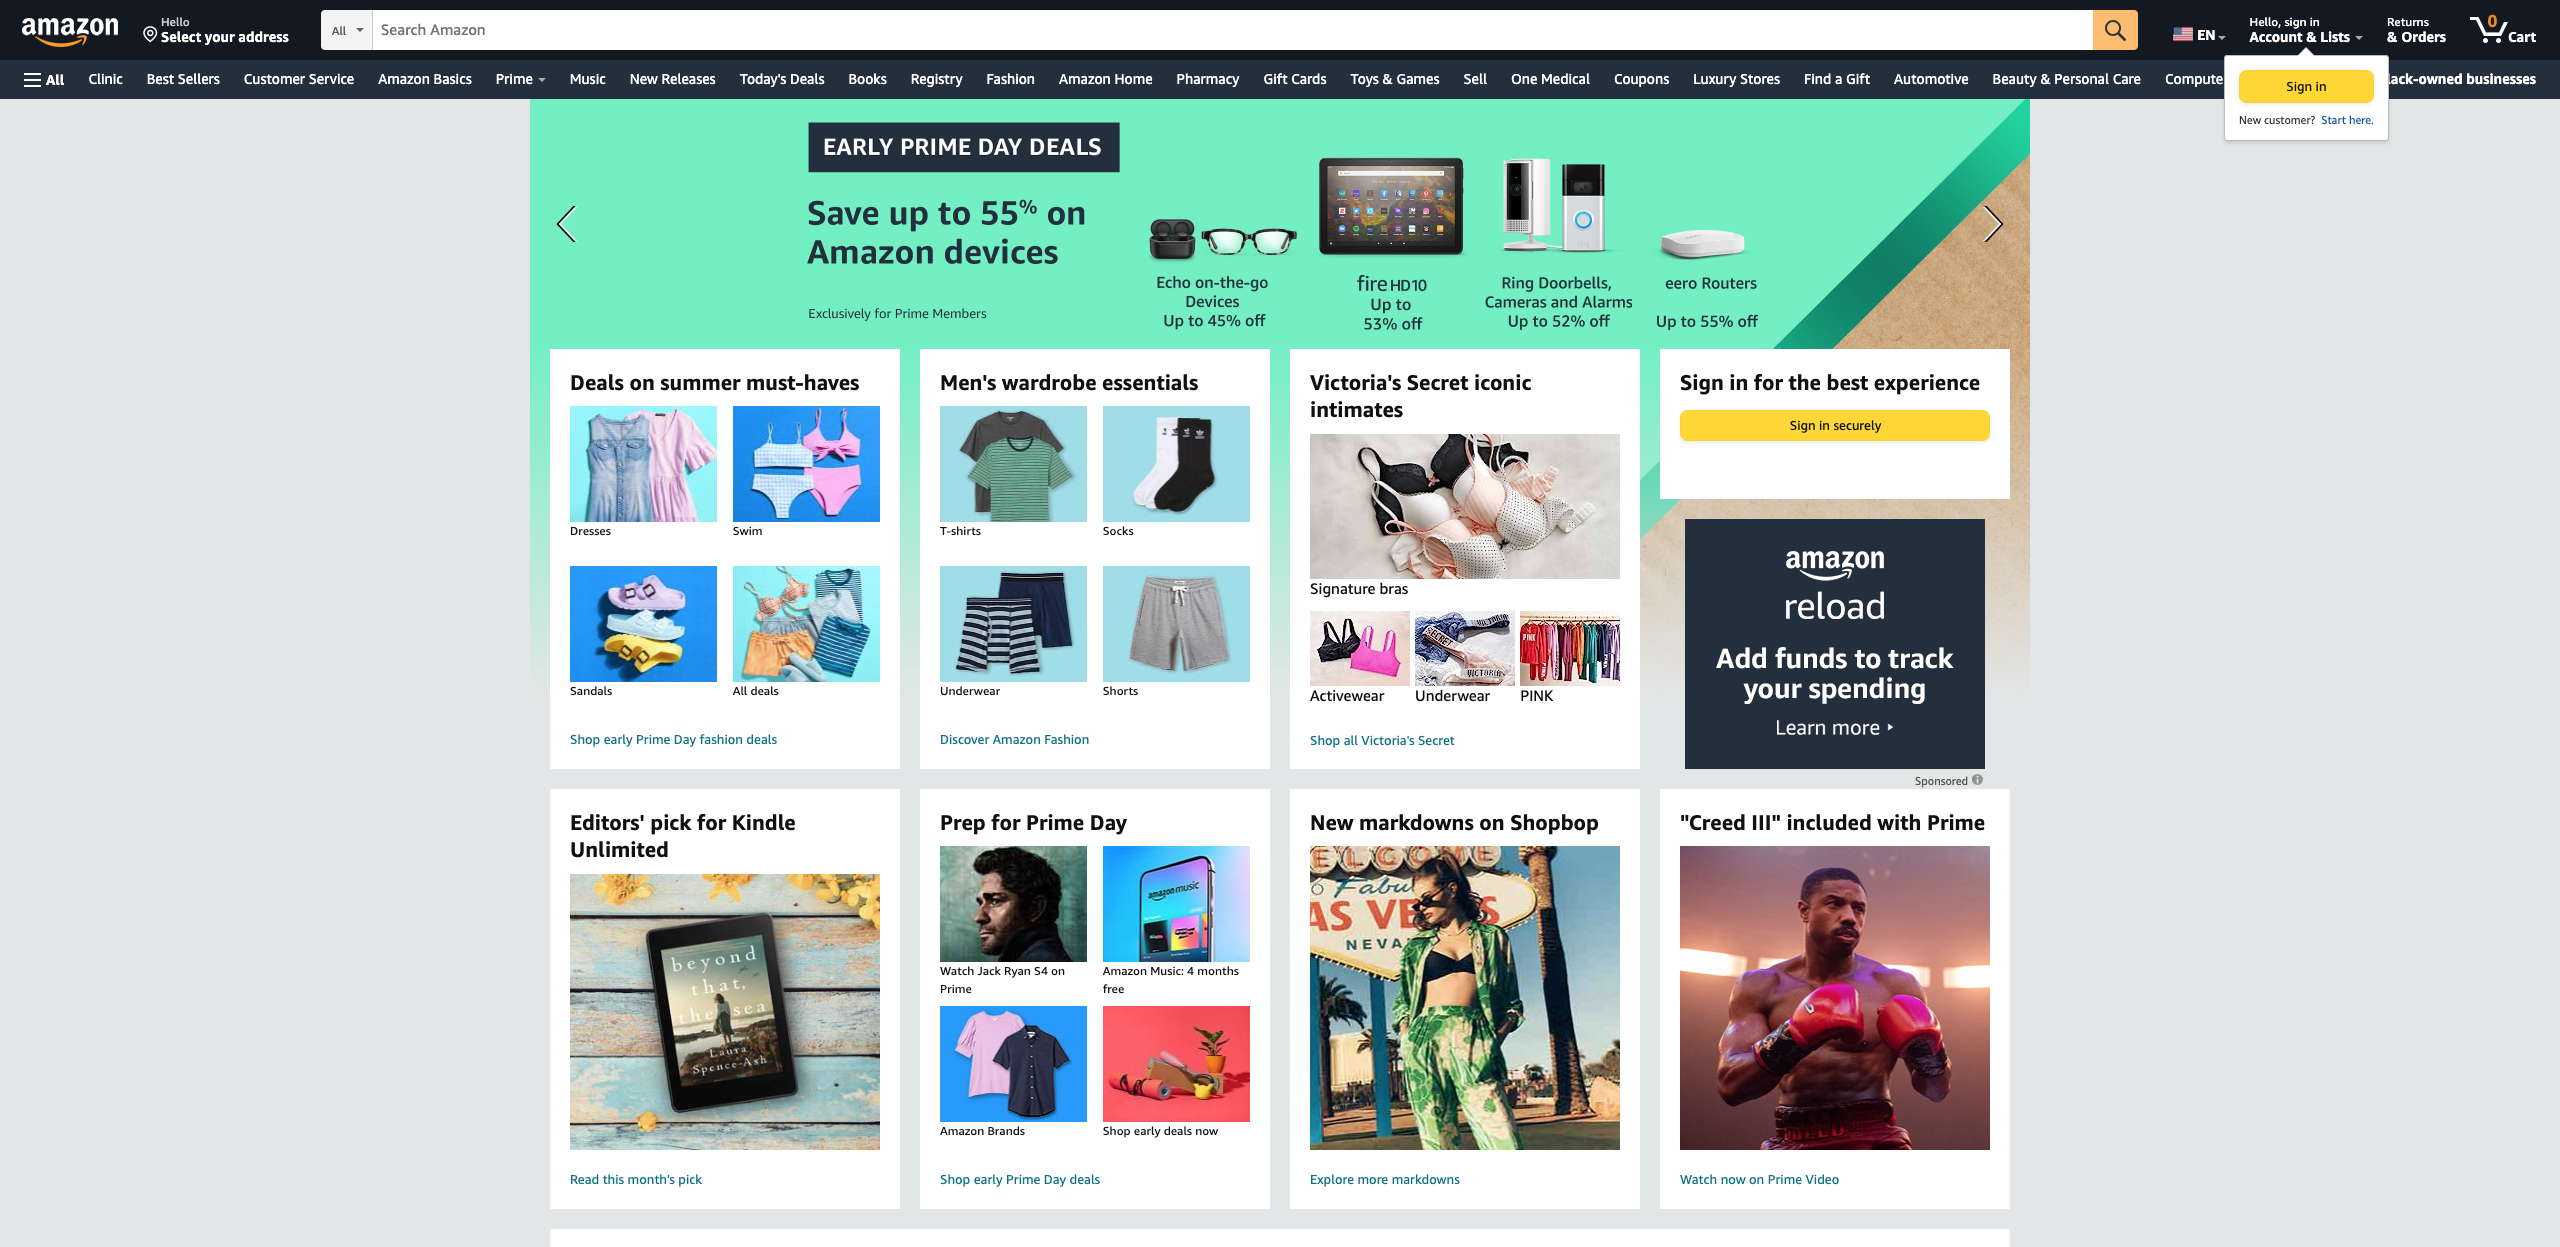 amazon
Hello
Select your address
All
Search Amazon
EN
Hello, sign in
Account & Lists
Returns
& Orders
0
Cart
All
Clinic
Best Sellers
Customer Service
Amazon Basics
Prime
Music
New Releases
Today's Deals
Books
Registry
Fashion
Amazon Home
Pharmacy
Gift Cards
Toys & Games
Sell
One Medical
Coupons
Luxury Stores
Find a Gift
Automotive
Beauty & Personal Care
Compute
lack-owned businesses
Sign in
New customer? Start here.
EARLY PRIME DAY DEALS
Save up to 55% on
Amazon devices
Exclusively for Prime Members
Echo on-the-go
Devices
Up to 45% off
fire HD10
Up to
53% off
Ring Doorbells,
Cameras and Alarms
Up to 52% off
eero Routers
Up to 55% off
Deals on summer must-haves
Dresses
Swim
Sandals
All deals
Shop early Prime Day fashion deals
Men's wardrobe essentials
T-shirts
Socks
Underwear
Shorts
Discover Amazon Fashion
Victoria's Secret iconic
intimates
Signature bras
Activewear
Underwear
PINK
Shop all Victoria's Secret
Sign in for the best experience
Sign in securely
amazon
reload
Add funds to track
your spending
Learn more
Sponsored
Editors' pick for Kindle
Unlimited
beyond
that,
the sea
Laura
Spence-Ash
Read this month's pick
Prep for Prime Day
Watch Jack Ryan S4 on
Prime
amazon music
Amazon Music: 4 months
free
Amazon Brands
Shop early deals now
Shop early Prime Day deals
New markdowns on Shopbop
ELCOME
Fabul
AS VE S
NEVA
Explore more markdowns
"Creed III" included with Prime
Watch now on Prime Video